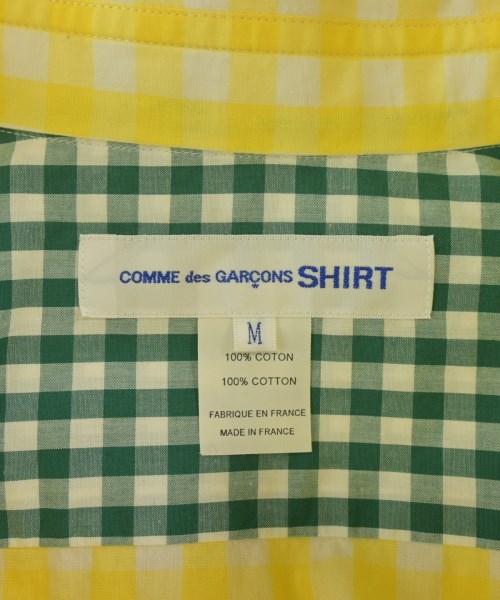 COMME des GARÇONS SHIRT
M
100% COTON
100% COTTON
FABRIQUE EN FRANCE
MADE IN FRANCE